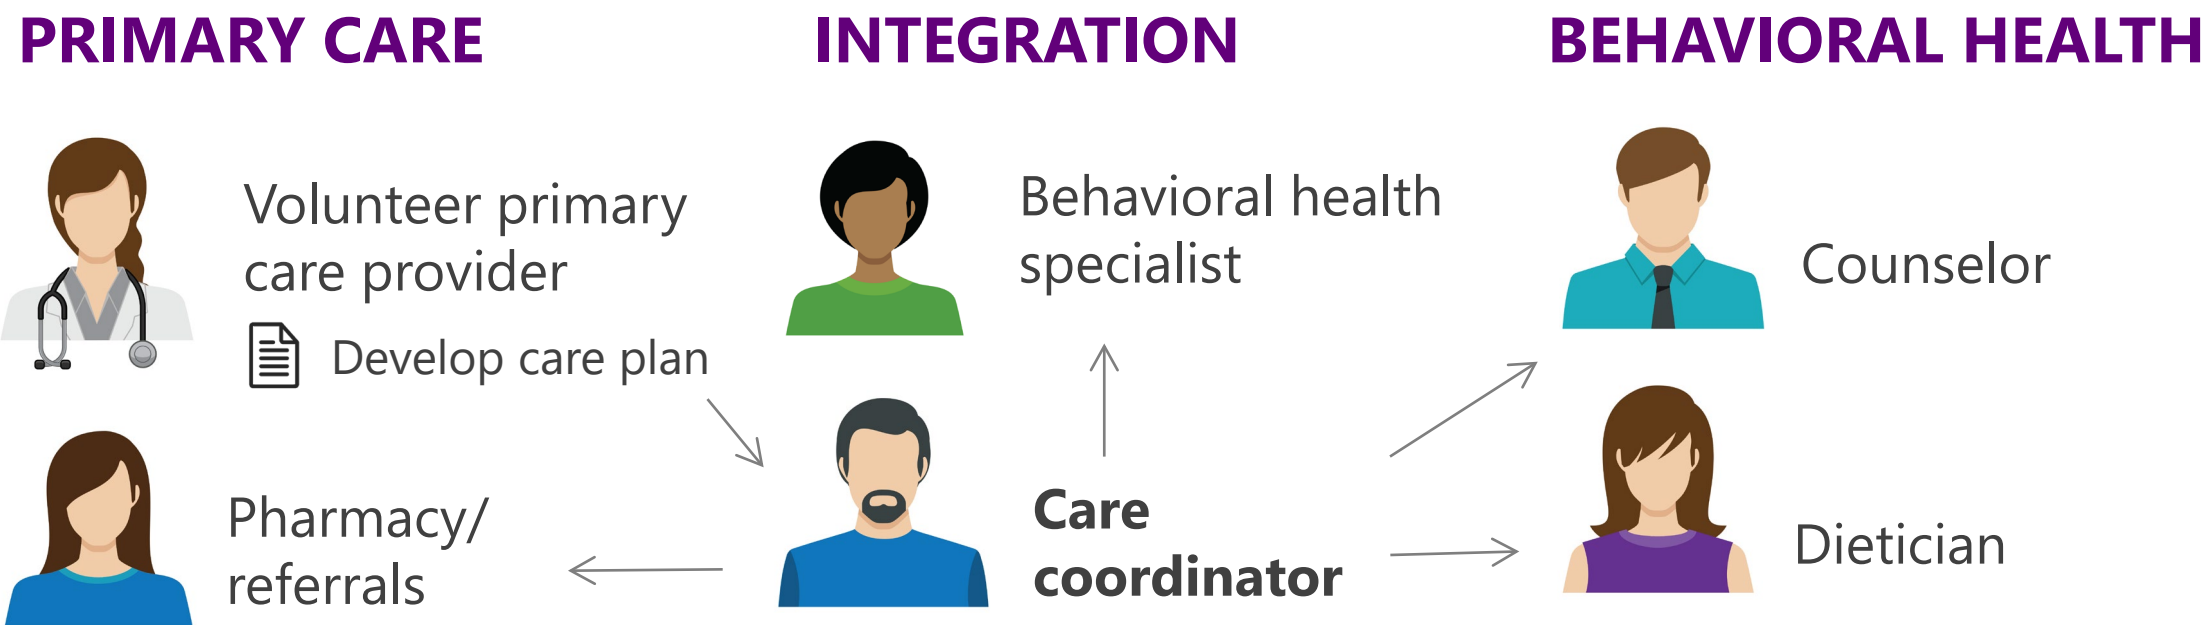 PRIMARY CARE
Volunteer primary
care provider
Develop care plan
Pharmacy/
referrals
INTEGRATION
Behavioral health
specialist
Care
coordinator
BEHAVIORAL HEALTH
Counselor
Dietician